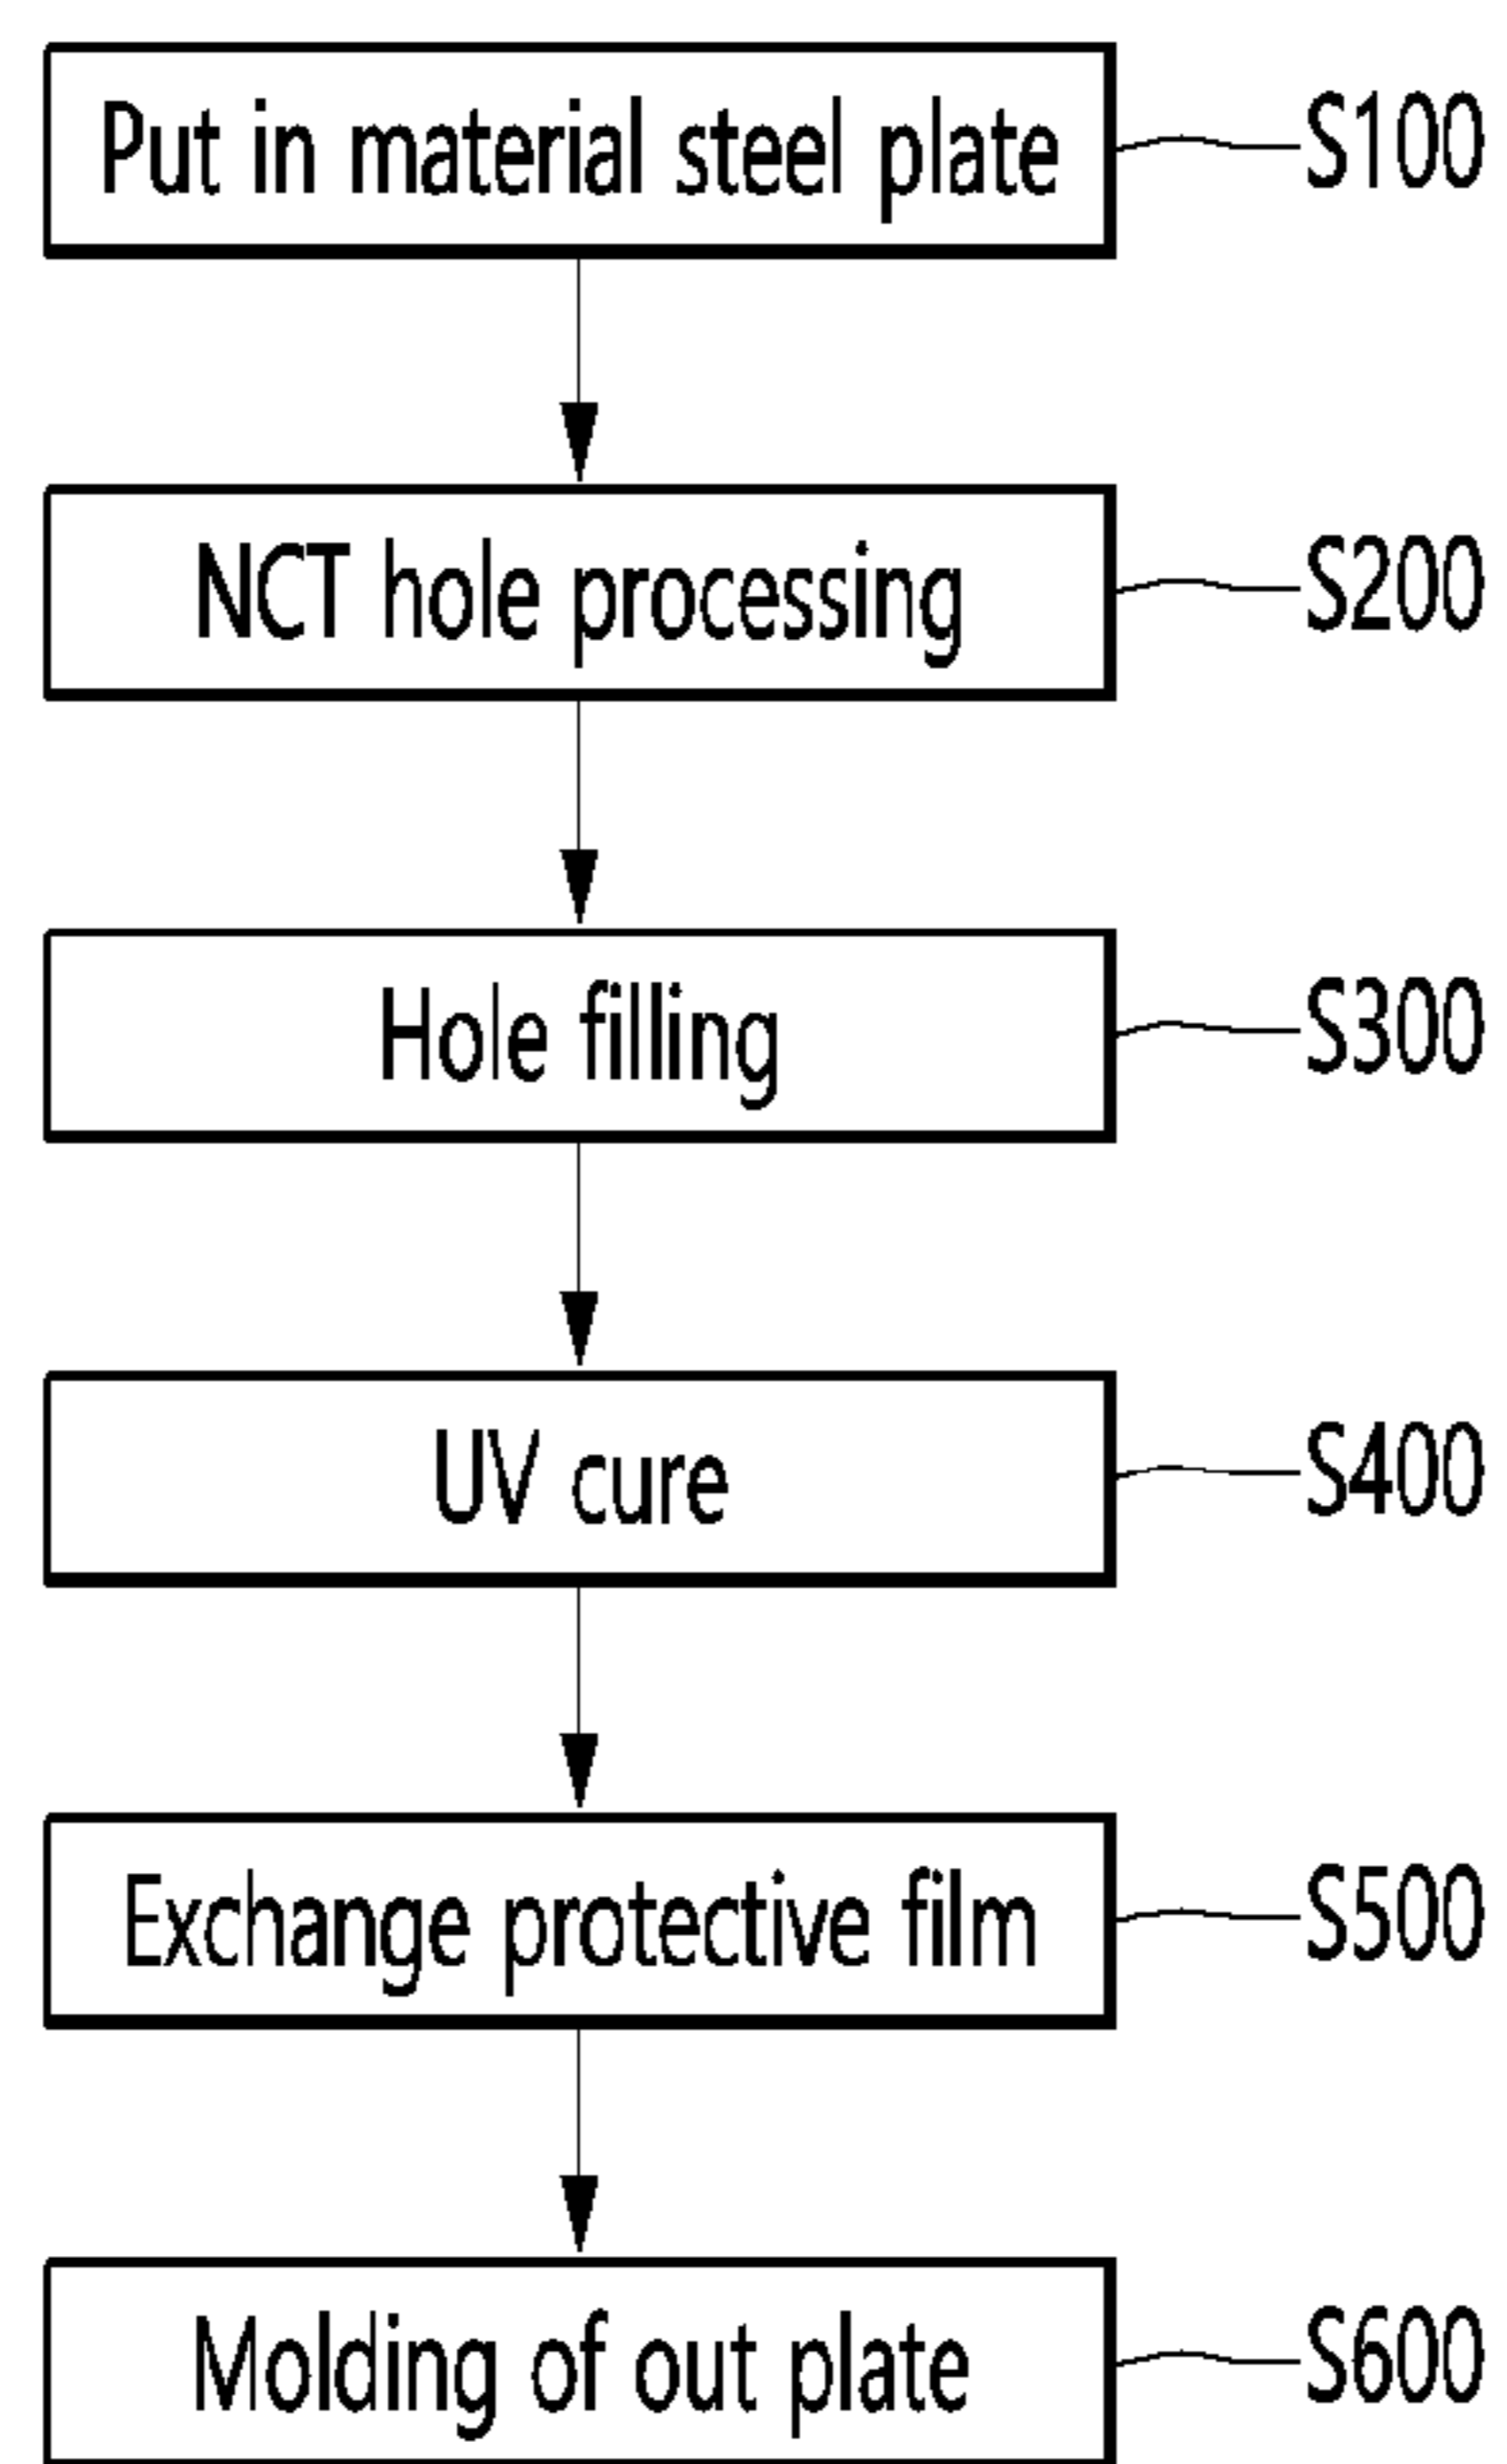 Put in material steel plate S100
NCT hole processing S200
Hole filling S300
UV cure S400
Exchange protective film S500
Molding of out plate S600